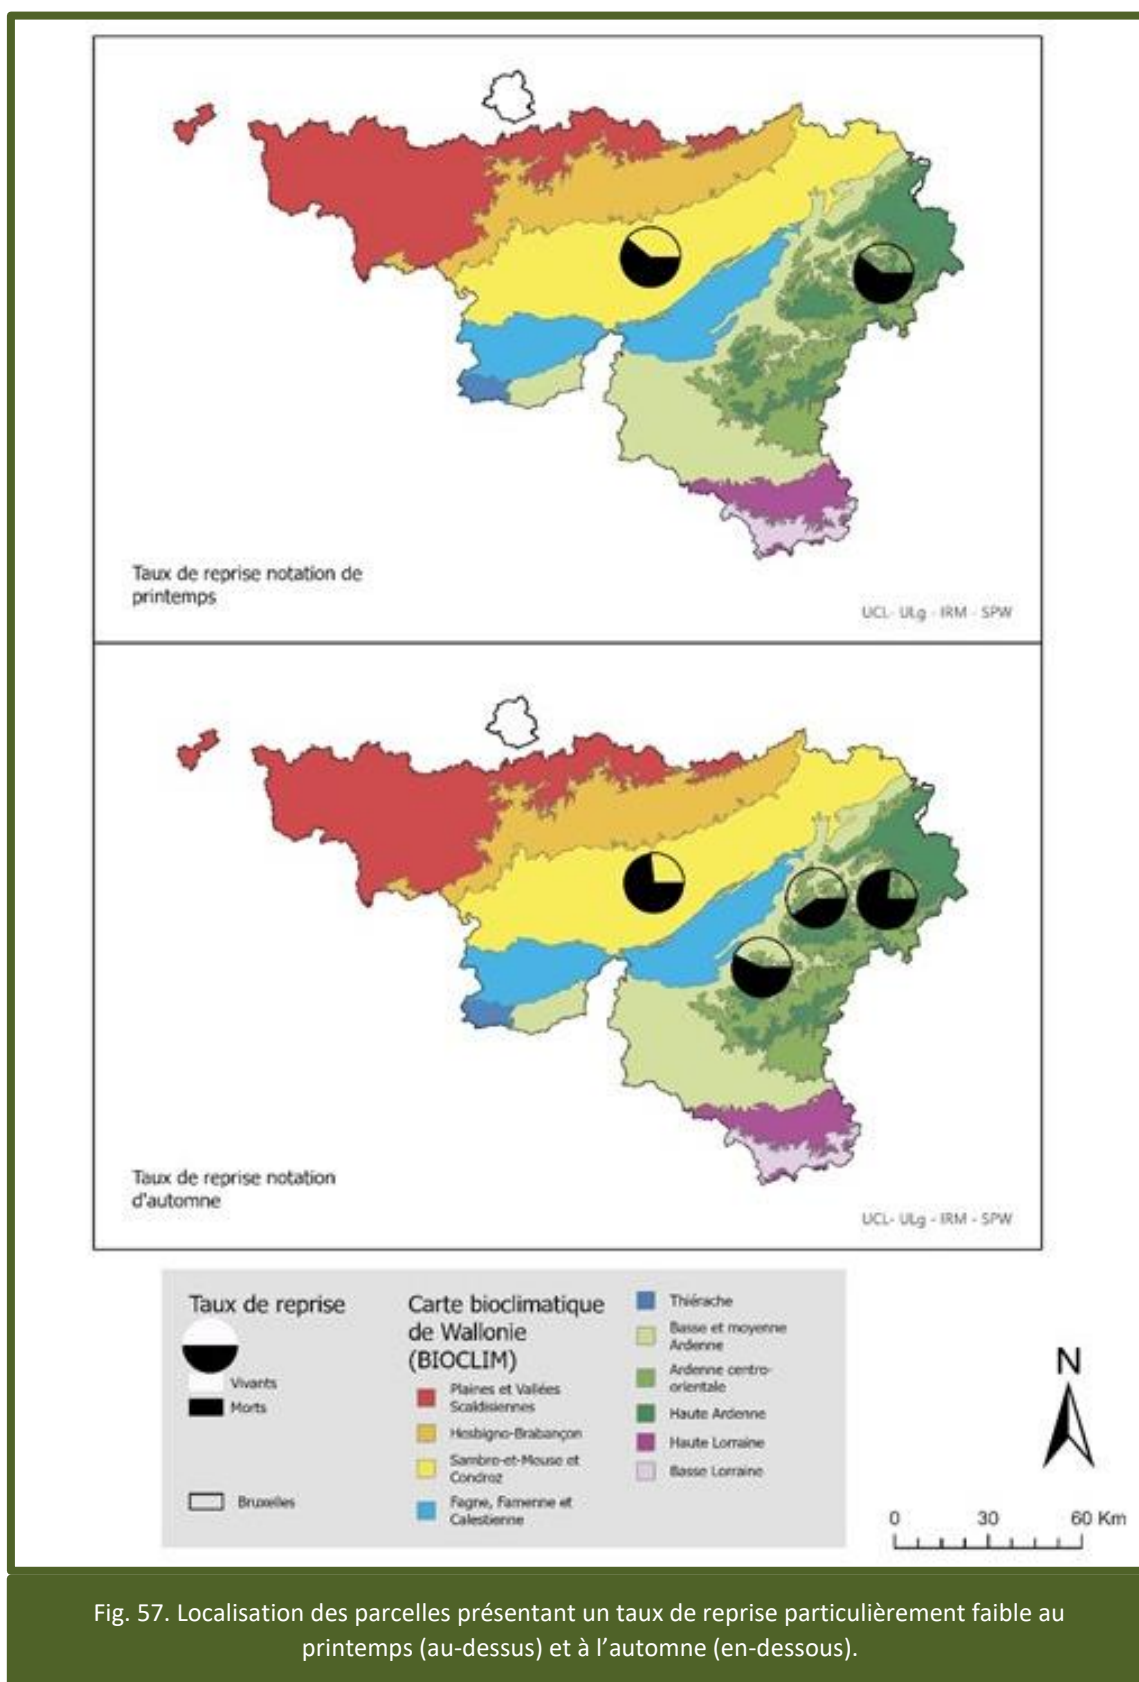 Taux de reprise notation de
printemps
UCL- ULg - IRM - SPW
Taux de reprise notation
d'automne
UCL- ULg - IRM - SPW
Taux de reprise
Vivants
Morts
Bruxelles
Carte bioclimatique
de Wallonie
(BIOCLIM)
Plaines et Vallées
Scaldisiennes
Hesbigno-Brabançon
Sambre-et-Meuse et
Condroz
Fagne, Famenne et
Calestienne
Thiérache
Basse et moyenne
Ardenne
Ardenne centro-
orientale
Haute Ardenne
Haute Lorraine
Basse Lorraine
N
0 30 60 Km
Fig. 57. Localisation des parcelles présentant un taux de reprise particulièrement faible au
printemps (au-dessus) et à l’automne (en-dessous).